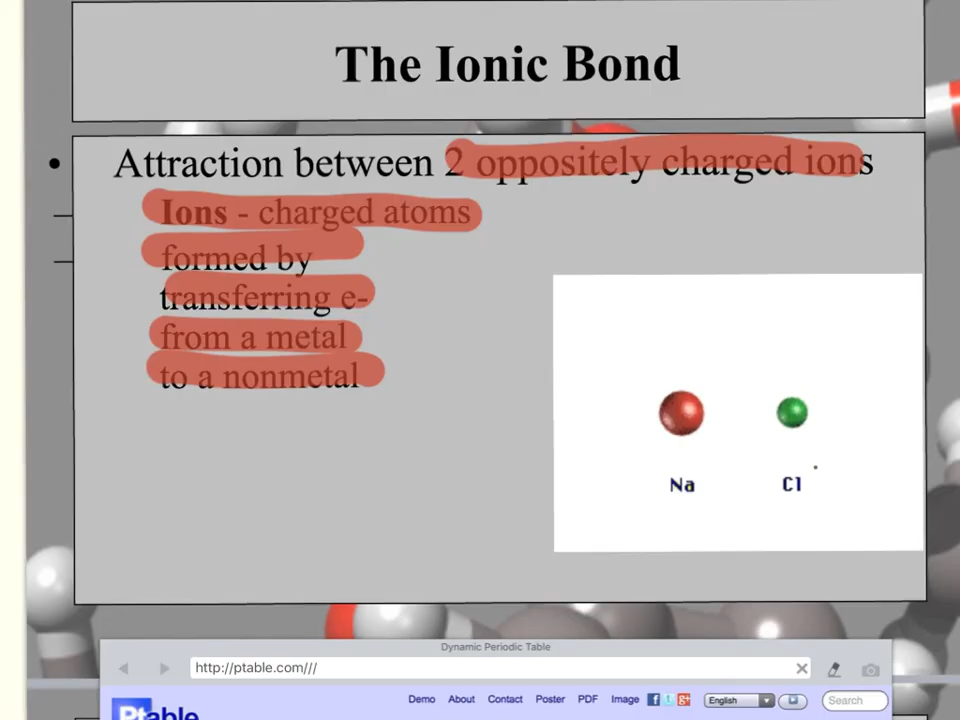 The Ionic Bond
• Attraction between 2 oppositely charged ions
Ions - charged atoms
formed by
transferring e-
from a metal
to a nonmetal
Na Cl
Dynamic Periodic Table
http://ptable.com///
Demo About Contact Poster PDF Image f t g+ English Search
Ptable